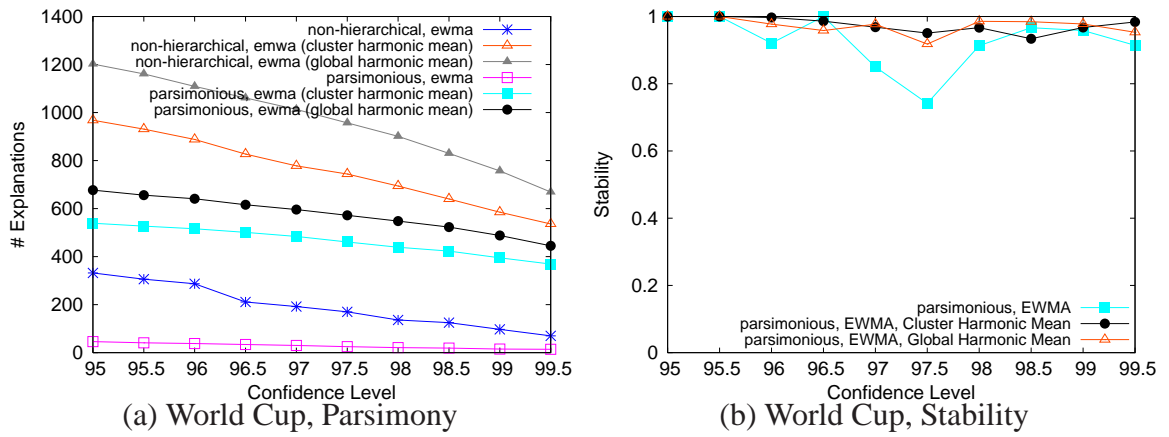 1400
1200
1000
800
600
400
200
0
# Explanations
non-hierarchical, ewma
non-hierarchical, emwa (cluster harmonic mean)
non-hierarchical, ewma (global harmonic mean)
parsimonious, ewma
parsimonious, ewma (cluster harmonic mean)
parsimonious, ewma (global harmonic mean)
95 95.5 96 96.5 97 97.5 98 98.5 99 99.5
Confidence Level
(a) World Cup, Parsimony
1
0.8
0.6
0.4
0.2
0
Stability
parsimonious, EWMA
parsimonious, EWMA, Cluster Harmonic Mean
parsimonious, EWMA, Global Harmonic Mean
95 95.5 96 96.5 97 97.5 98 98.5 99 99.5
Confidence Level
(b) World Cup, Stability